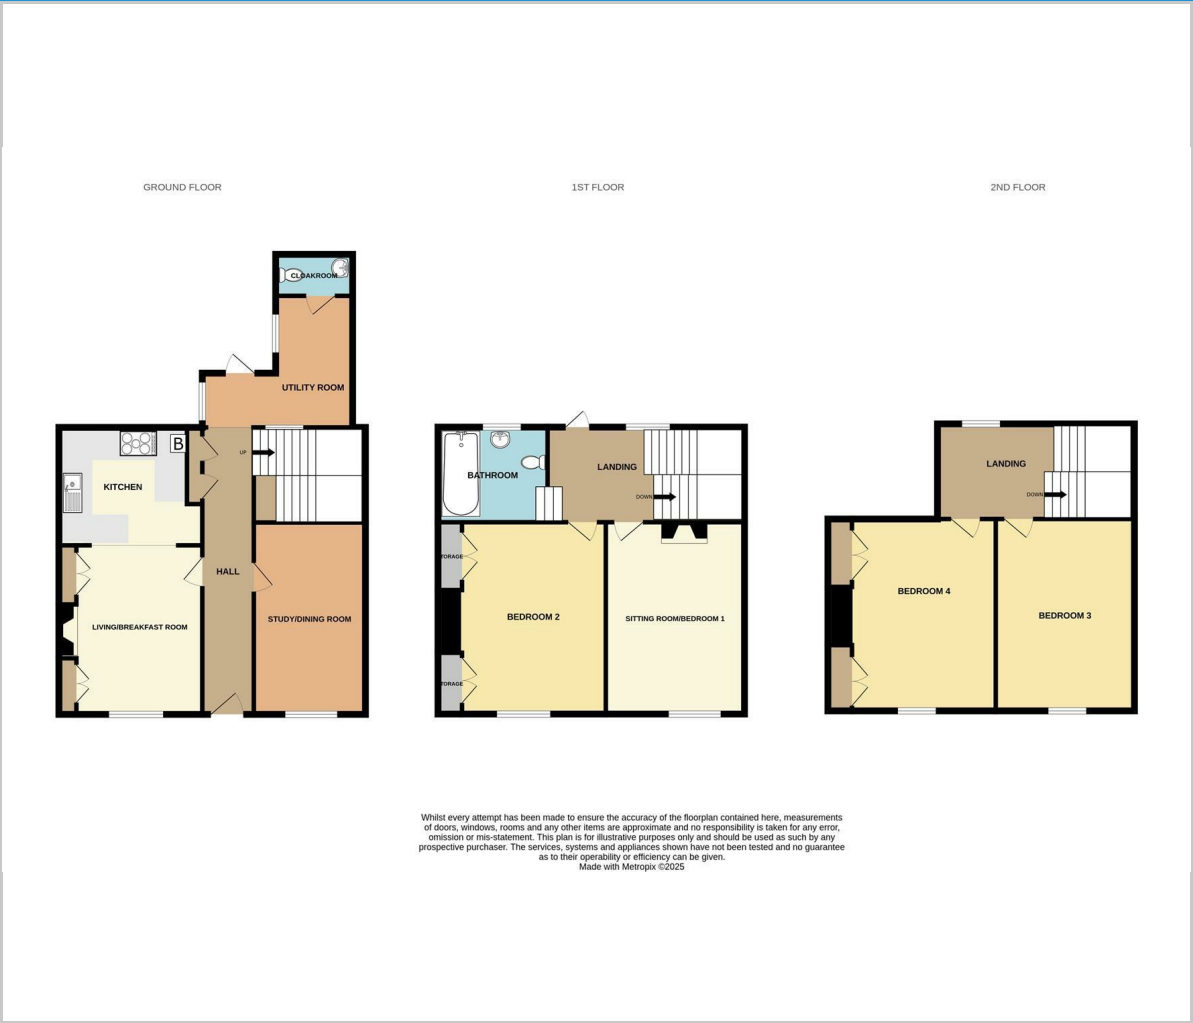 GROUND FLOOR
1ST FLOOR
2ND FLOOR
CLOAKROOM
UTILITY ROOM
B
UP
KITCHEN
HALL
LIVING/BREAKFAST ROOM
STUDY/DINING ROOM
BATHROOM
LANDING
DOWN
TORAGE
BEDROOM 2
SITTING ROOM/BEDROOM 1
TORAGE
LANDING
DOWN
BEDROOM 4
BEDROOM 3
Whilst every attempt has been made to ensure the accuracy of the floorplan contained here, measurements
of doors, windows, rooms and any other items are approximate and no responsibility is taken for any error,
omission or mis-statement. This plan is for illustrative purposes only and should be used as such by any
prospective purchaser. The services, systems and appliances shown have not been tested and no guarantee
as to their operability or efficiency can be given.
Made with Metropix ©2025